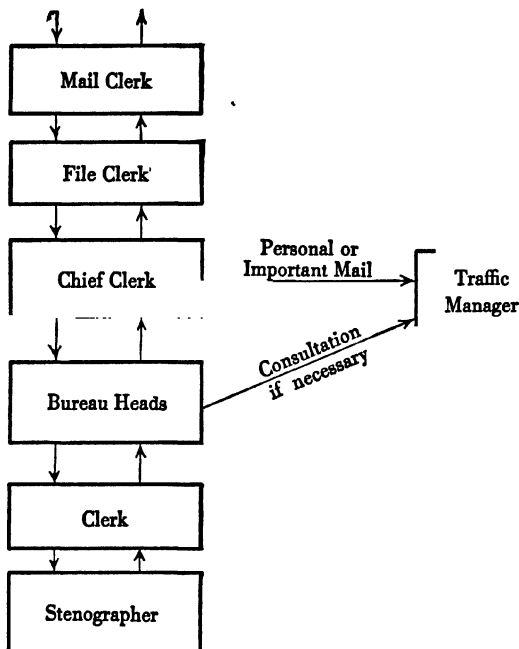 Mail Clerk
File Clerk
Chief Clerk
Personal or
Important Mail
Traffic
Manager
Consultation
if necessary
Bureau Heads
Clerk
Stenographer